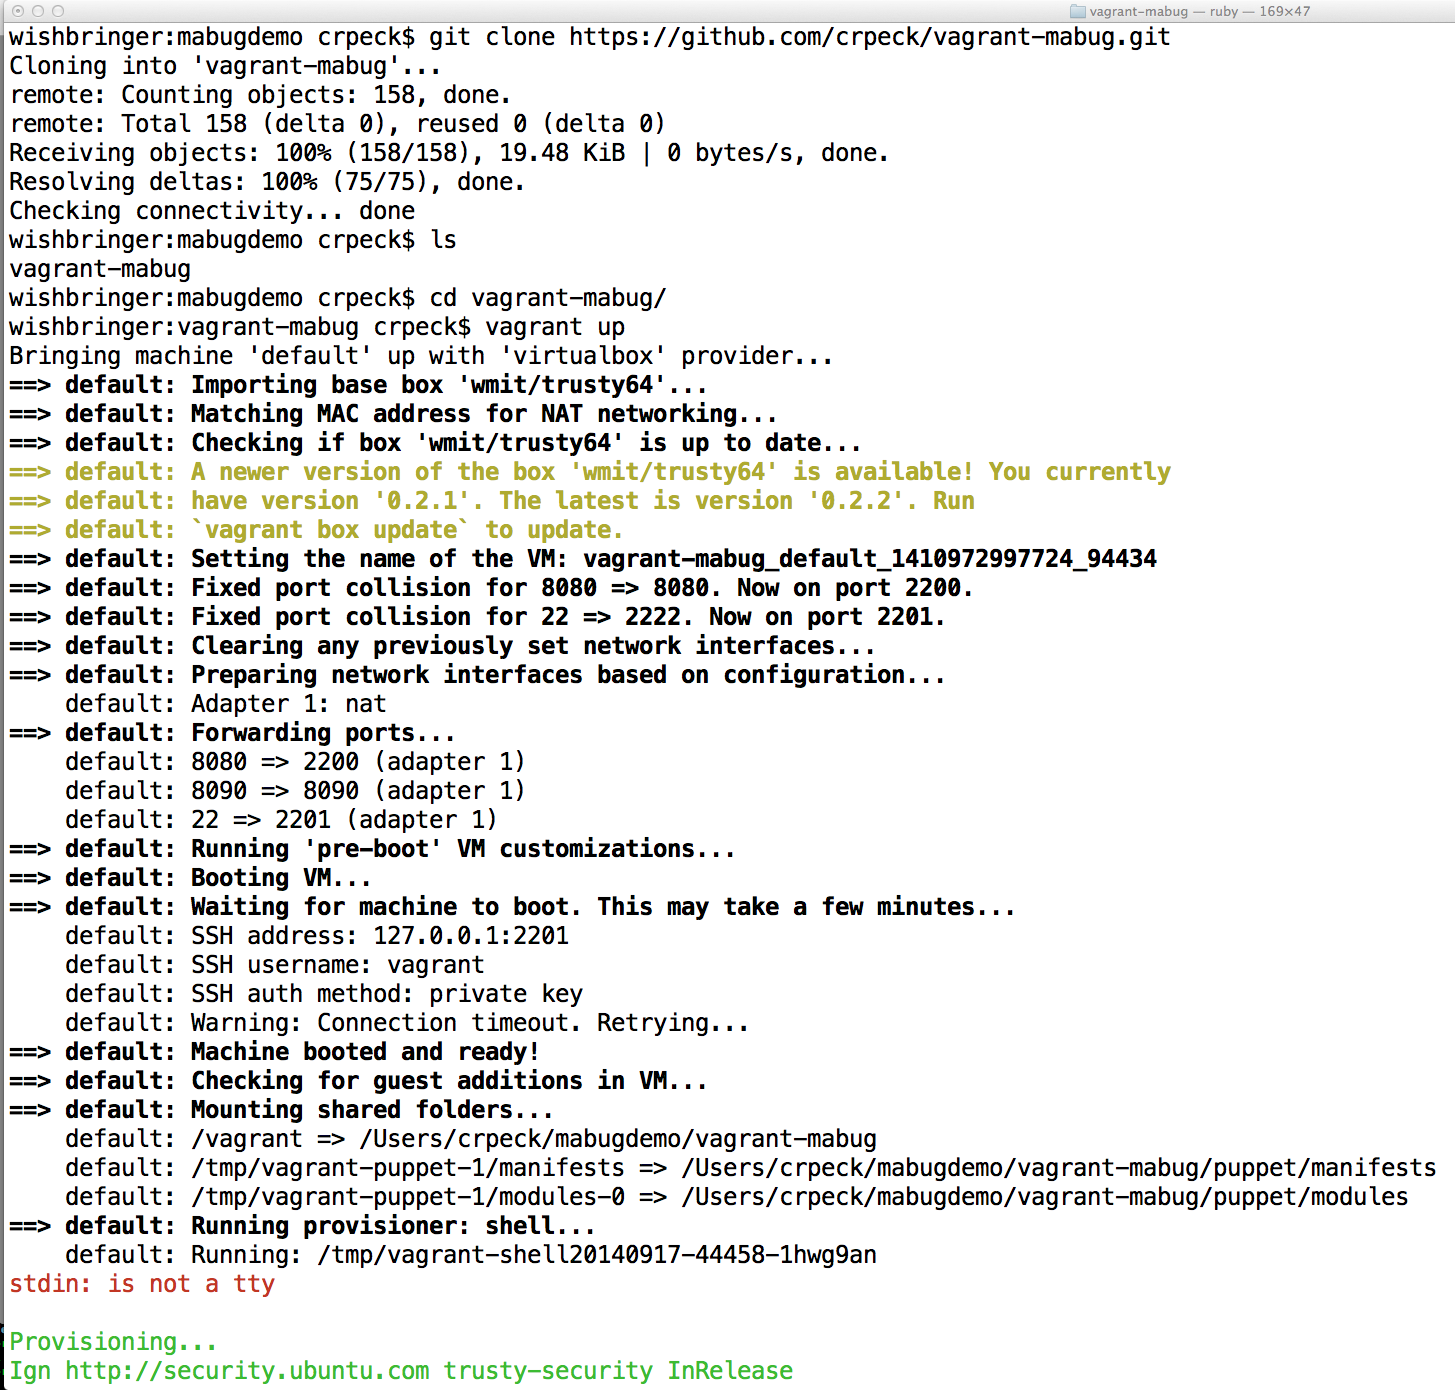 vagrant-mabug — ruby — 169×47
wishbringer:mabugdemo crpeck$ git clone https://github.com/crpeck/vagrant-mabug.git
Cloning into 'vagrant-mabug'...
remote: Counting objects: 158, done.
remote: Total 158 (delta 0), reused 0 (delta 0)
Receiving objects: 100% (158/158), 19.48 KiB | 0 bytes/s, done.
Resolving deltas: 100% (75/75), done.
Checking connectivity... done
wishbringer:mabugdemo crpeck$ ls
vagrant-mabug
wishbringer:mabugdemo crpeck$ cd vagrant-mabug/
wishbringer:vagrant-mabug crpeck$ vagrant up
Bringing machine 'default' up with 'virtualbox' provider...
==> default: Importing base box 'wmit/trusty64'...
==> default: Matching MAC address for NAT networking...
==> default: Checking if box 'wmit/trusty64' is up to date...
==> default: A newer version of the box 'wmit/trusty64' is available! You currently
==> default: have version '0.2.1'. The latest is version '0.2.2'. Run
==> default: `vagrant box update` to update.
==> default: Setting the name of the VM: vagrant-mabug_default_1410972997724_94434
==> default: Fixed port collision for 8080 => 8080. Now on port 2200.
==> default: Fixed port collision for 22 => 2222. Now on port 2201.
==> default: Clearing any previously set network interfaces...
==> default: Preparing network interfaces based on configuration...
    default: Adapter 1: nat
==> default: Forwarding ports...
    default: 8080 => 2200 (adapter 1)
    default: 8090 => 8090 (adapter 1)
    default: 22 => 2201 (adapter 1)
==> default: Running 'pre-boot' VM customizations...
==> default: Booting VM...
==> default: Waiting for machine to boot. This may take a few minutes...
    default: SSH address: 127.0.0.1:2201
    default: SSH username: vagrant
    default: SSH auth method: private key
    default: Warning: Connection timeout. Retrying...
==> default: Machine booted and ready!
==> default: Checking for guest additions in VM...
==> default: Mounting shared folders...
    default: /vagrant => /Users/crpeck/mabugdemo/vagrant-mabug
    default: /tmp/vagrant-puppet-1/manifests => /Users/crpeck/mabugdemo/vagrant-mabug/puppet/manifests
    default: /tmp/vagrant-puppet-1/modules-0 => /Users/crpeck/mabugdemo/vagrant-mabug/puppet/modules
==> default: Running provisioner: shell...
    default: Running: /tmp/vagrant-shell20140917-44458-1hwg9an
stdin: is not a tty
Provisioning...
Ign http://security.ubuntu.com trusty-security InRelease